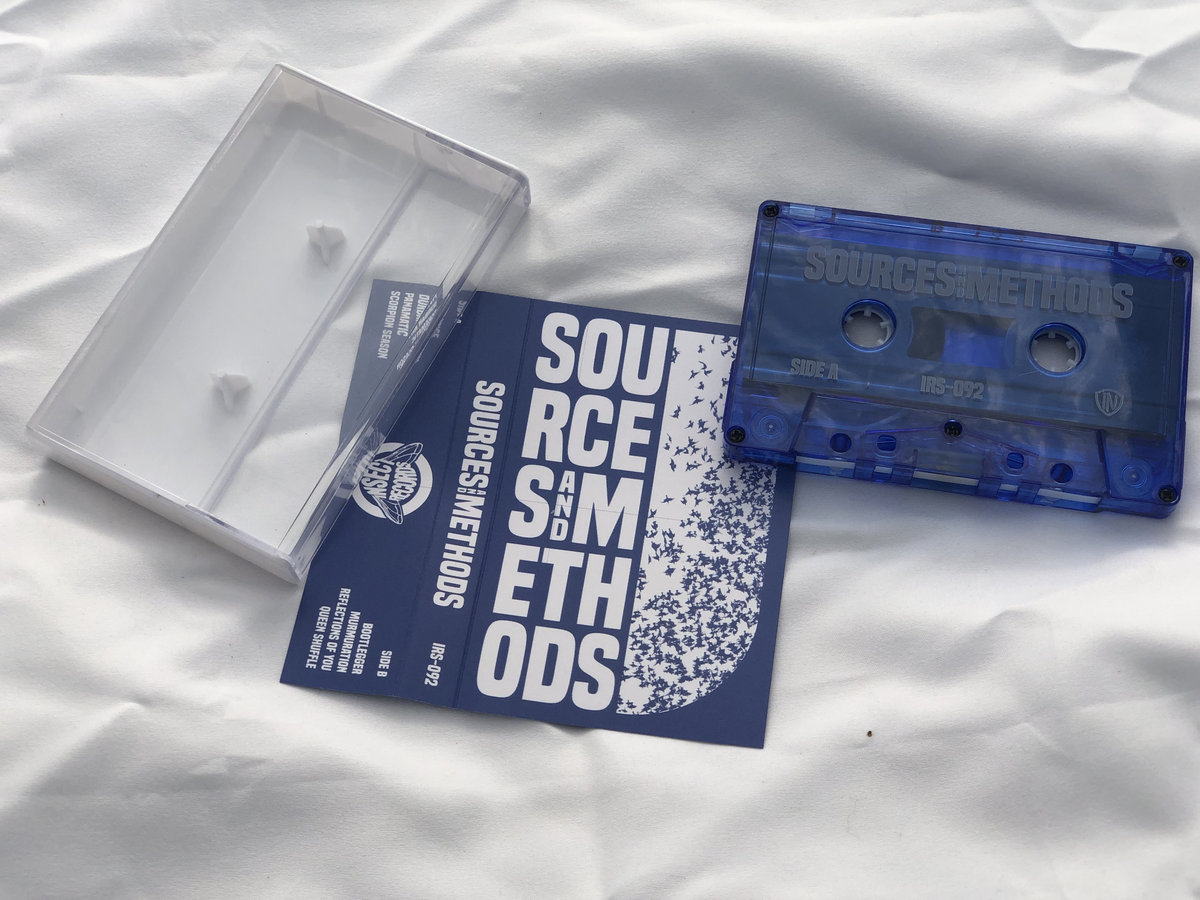 SOU
RCE
S AND M
ETH
ODS
SOURCES AND METHODS
IRS-092
PANAMATIC
SCORPION SEASON
SIDE B
BOOTLEGGER
MURMURATION
REFLECTIONS OF YOU
QUEEN SHUFFLE
INSECT
SOURCES AND METHODS
SIDE A
IRS-092